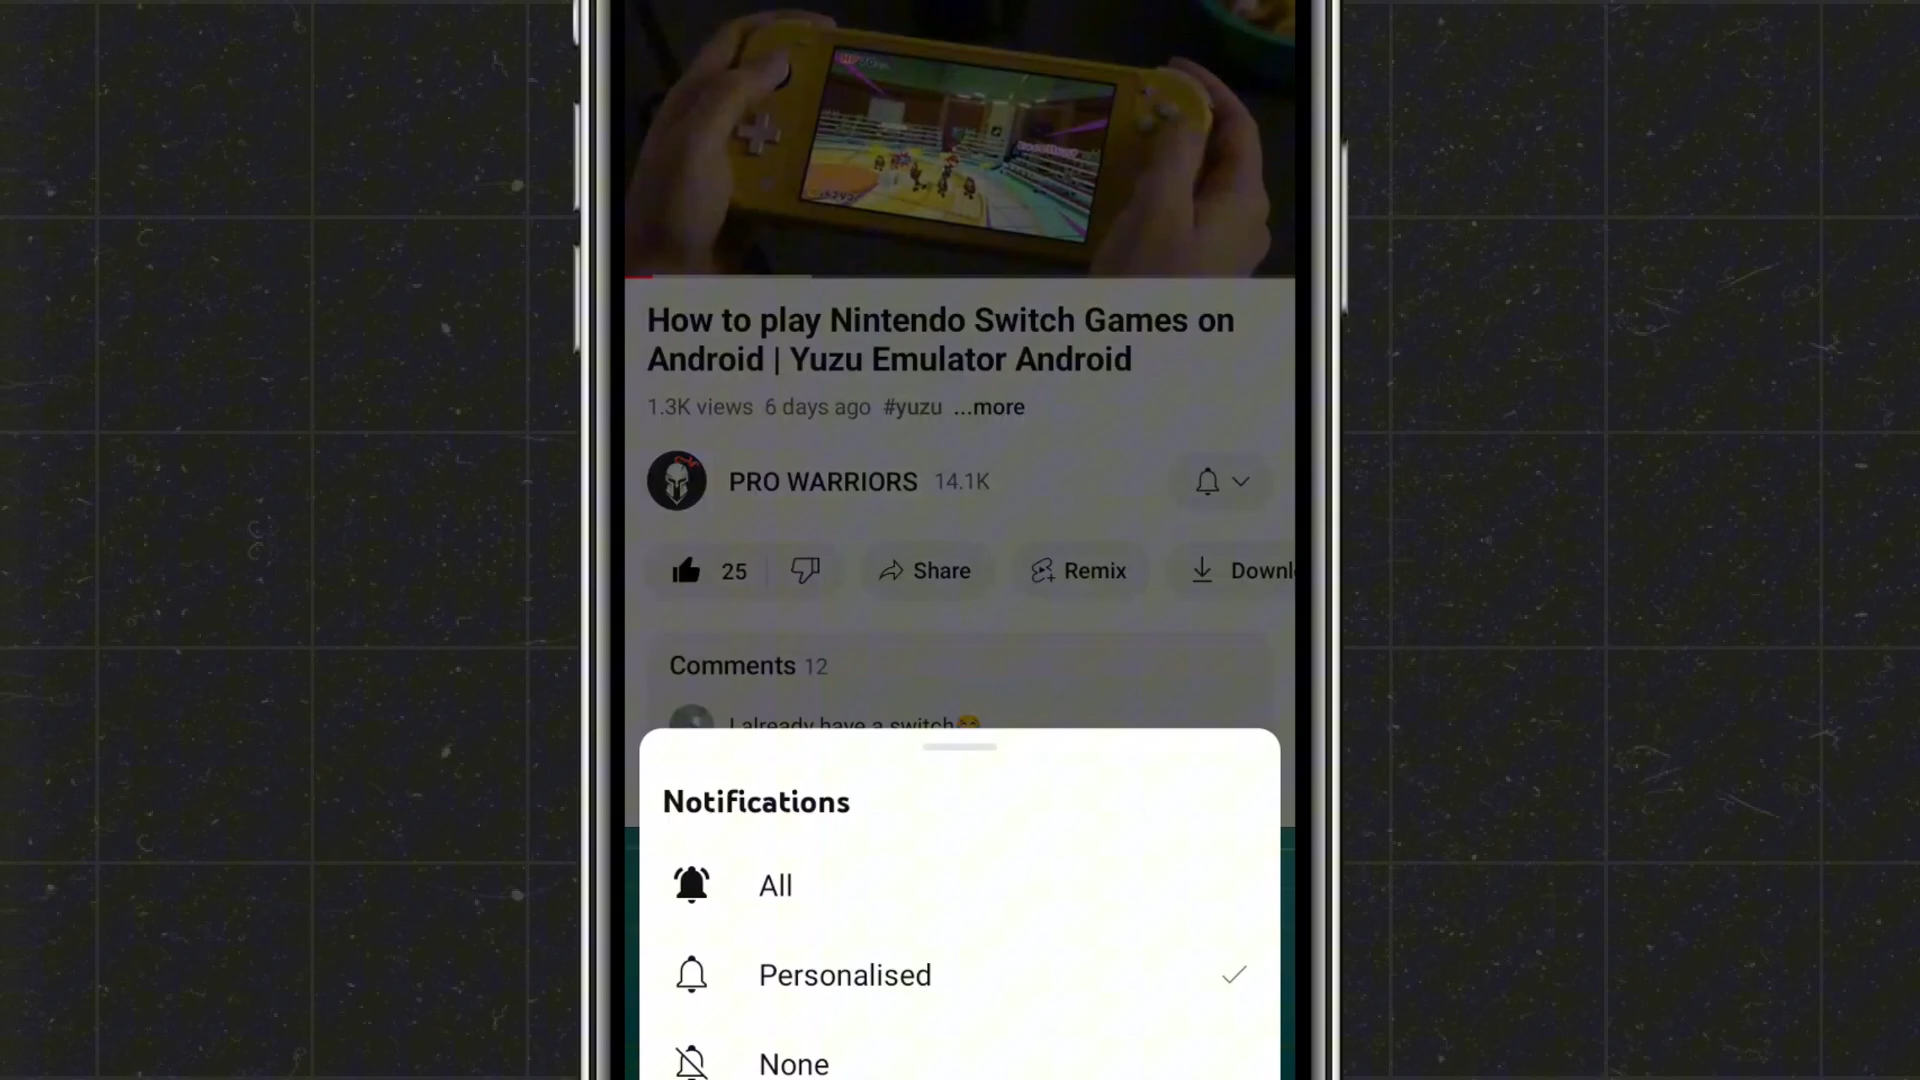 How to play Nintendo Switch Games on
Android | Yuzu Emulator Android
1.3K views 6 days ago #yuzu ...more
PRO WARRIORS 14.1K
25 Share Remix Downl
Comments 12
I already have a switch😁
Notifications
All
Personalised
None